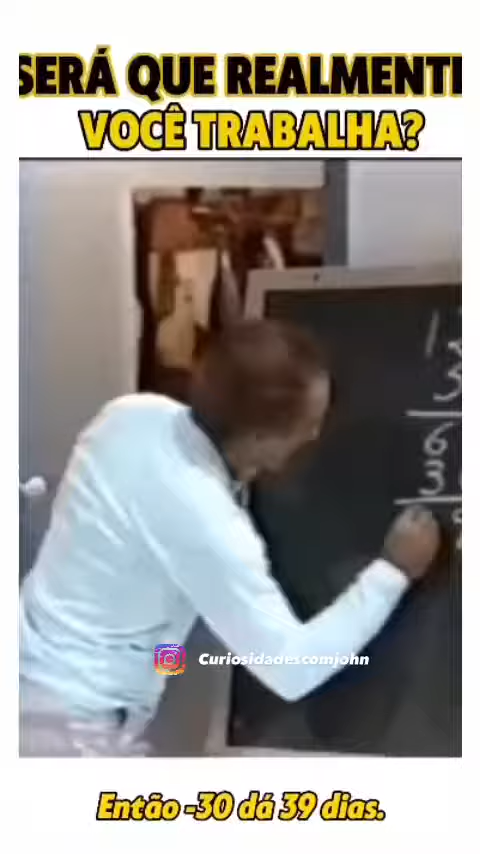 SERÁ QUE REALMENTE
VOCÊ TRABALHA?
Curiosidadescomjohn
Então -30 dá 39 dias.